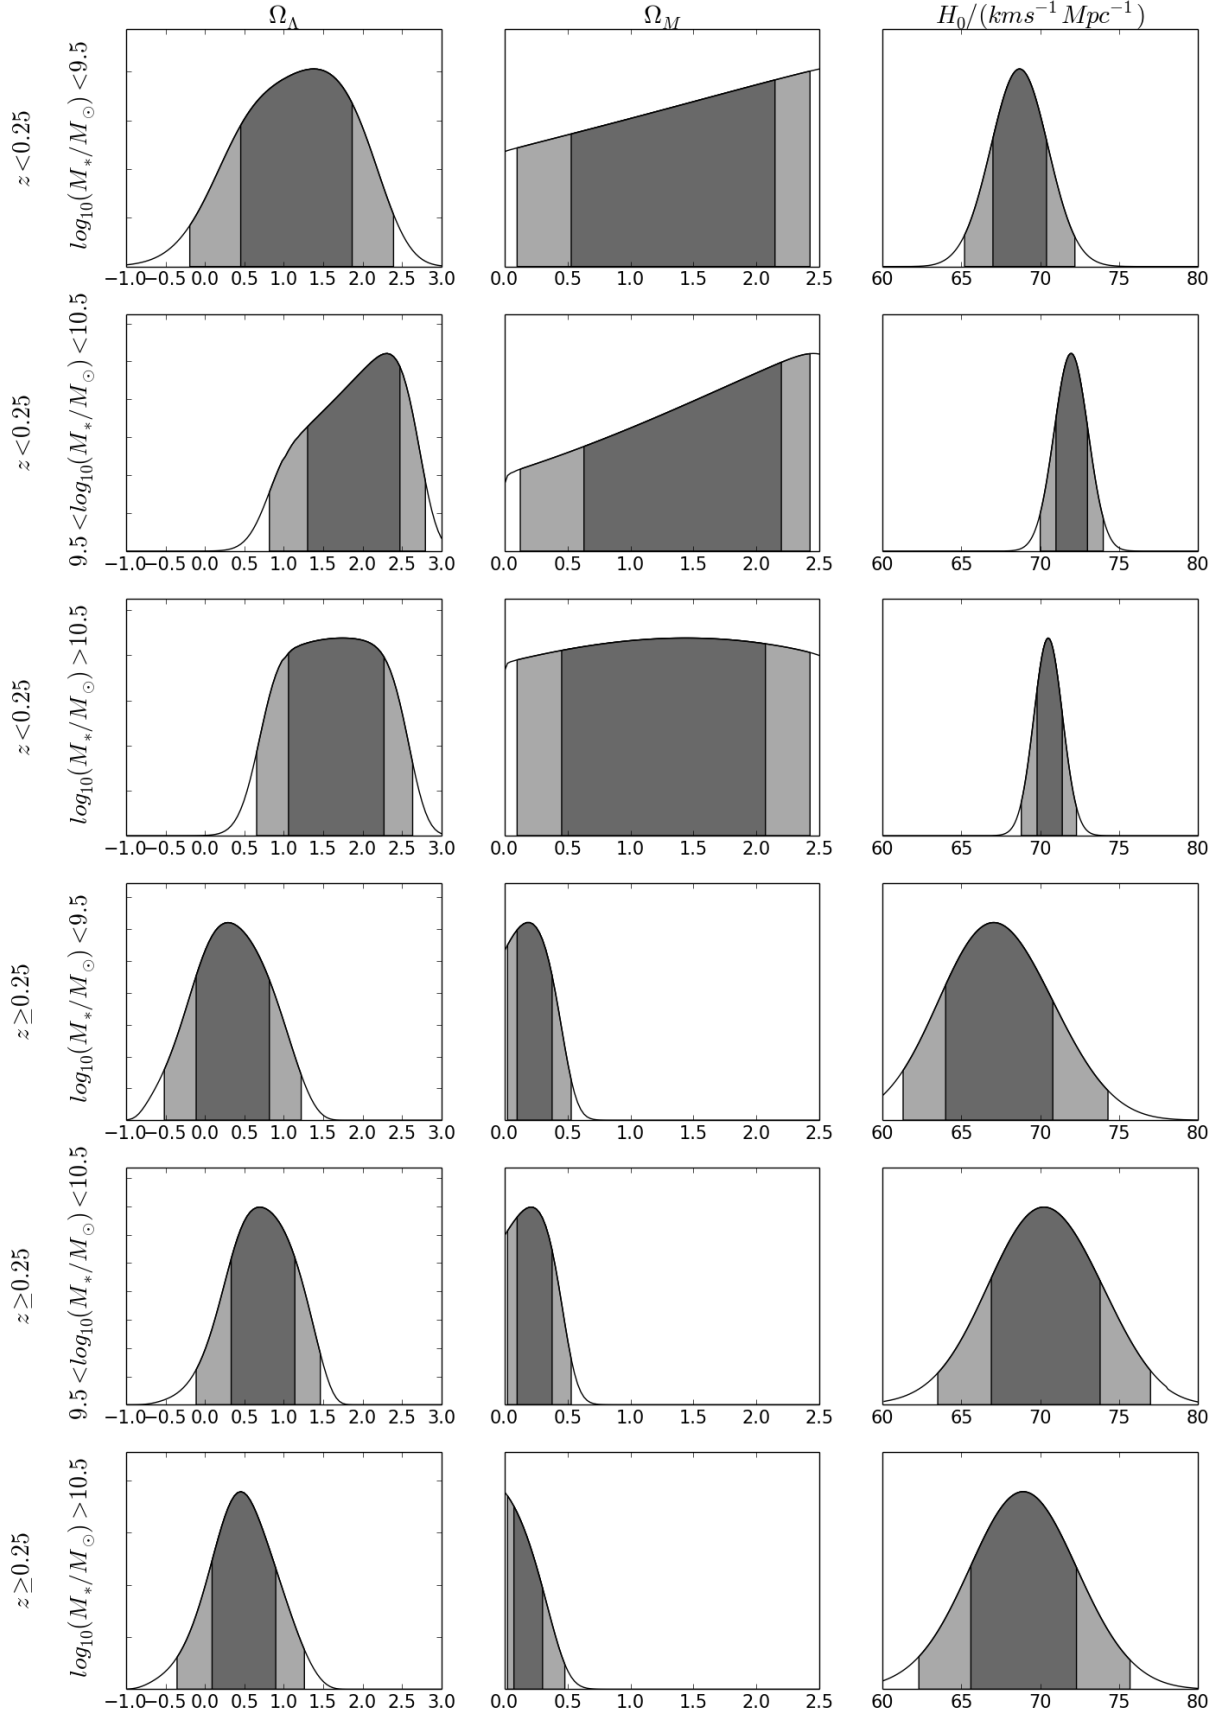 Ω_Λ Ω_M H_0/(kms^{-1} Mpc^{-1})
z<0.25 log_{10}(M_*/M_⊙) <9.5
−1.0 −0.5 0.0 0.5 1.0 1.5 2.0 2.5 3.0 0.0 0.5 1.0 1.5 2.0 2.5 60 65 70 75 80
z<0.25 9.5 <log_{10}(M_*/M_⊙) <10.5
−1.0 −0.5 0.0 0.5 1.0 1.5 2.0 2.5 3.0 0.0 0.5 1.0 1.5 2.0 2.5 60 65 70 75 80
z<0.25 log_{10}(M_*/M_⊙) >10.5
−1.0 −0.5 0.0 0.5 1.0 1.5 2.0 2.5 3.0 0.0 0.5 1.0 1.5 2.0 2.5 60 65 70 75 80
z≥0.25 log_{10}(M_*/M_⊙) <9.5
−1.0 −0.5 0.0 0.5 1.0 1.5 2.0 2.5 3.0 0.0 0.5 1.0 1.5 2.0 2.5 60 65 70 75 80
z≥0.25 9.5 <log_{10}(M_*/M_⊙) <10.5
−1.0 −0.5 0.0 0.5 1.0 1.5 2.0 2.5 3.0 0.0 0.5 1.0 1.5 2.0 2.5 60 65 70 75 80
z≥0.25 log_{10}(M_*/M_⊙) >10.5
−1.0 −0.5 0.0 0.5 1.0 1.5 2.0 2.5 3.0 0.0 0.5 1.0 1.5 2.0 2.5 60 65 70 75 80